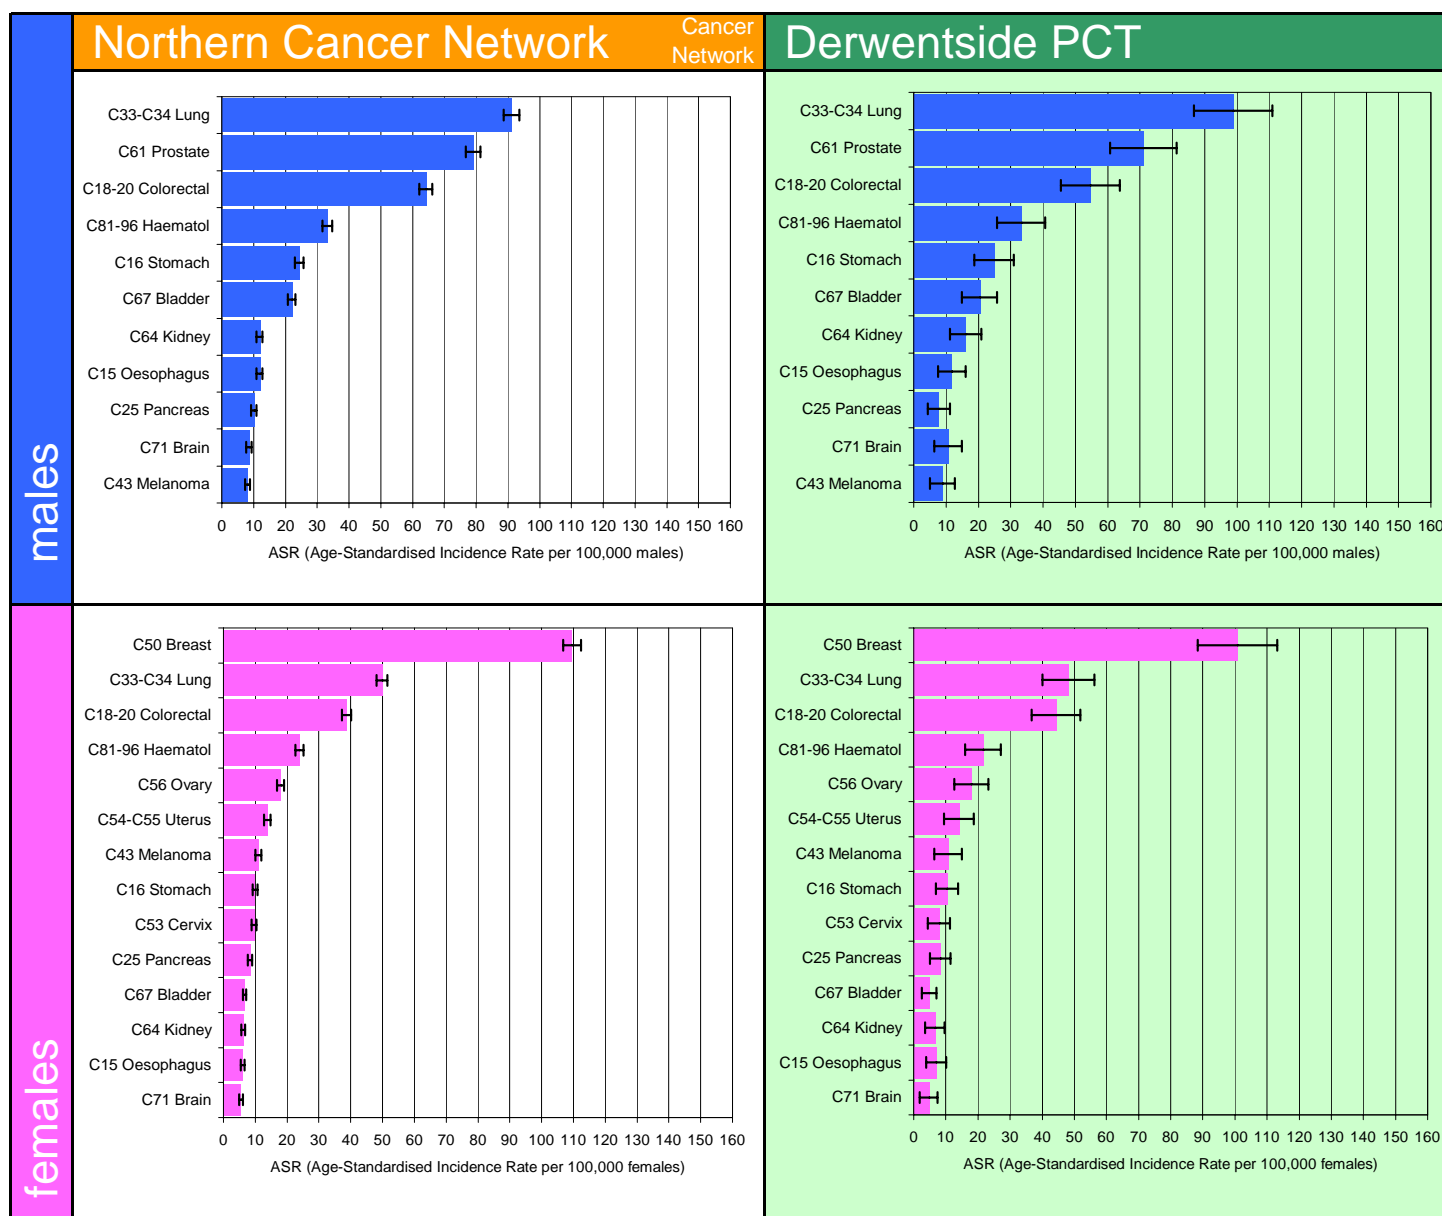 Northern Cancer Network
Cancer
Network
Derwentside PCT
males
C33-C34 Lung
C61 Prostate
C18-20 Colorectal
C81-96 Haematol
C16 Stomach
C67 Bladder
C64 Kidney
C15 Oesophagus
C25 Pancreas
C71 Brain
C43 Melanoma
0 10 20 30 40 50 60 70 80 90 100 110 120 130 140 150 160
ASR (Age-Standardised Incidence Rate per 100,000 males)
C33-C34 Lung
C61 Prostate
C18-20 Colorectal
C81-96 Haematol
C16 Stomach
C67 Bladder
C64 Kidney
C15 Oesophagus
C25 Pancreas
C71 Brain
C43 Melanoma
0 10 20 30 40 50 60 70 80 90 100 110 120 130 140 150 160
ASR (Age-Standardised Incidence Rate per 100,000 males)
females
C50 Breast
C33-C34 Lung
C18-20 Colorectal
C81-96 Haematol
C56 Ovary
C54-C55 Uterus
C43 Melanoma
C16 Stomach
C53 Cervix
C25 Pancreas
C67 Bladder
C64 Kidney
C15 Oesophagus
C71 Brain
0 10 20 30 40 50 60 70 80 90 100 110 120 130 140 150 160
ASR (Age-Standardised Incidence Rate per 100,000 females)
C50 Breast
C33-C34 Lung
C18-20 Colorectal
C81-96 Haematol
C56 Ovary
C54-C55 Uterus
C43 Melanoma
C16 Stomach
C53 Cervix
C25 Pancreas
C67 Bladder
C64 Kidney
C15 Oesophagus
C71 Brain
0 10 20 30 40 50 60 70 80 90 100 110 120 130 140 150 160
ASR (Age-Standardised Incidence Rate per 100,000 females)